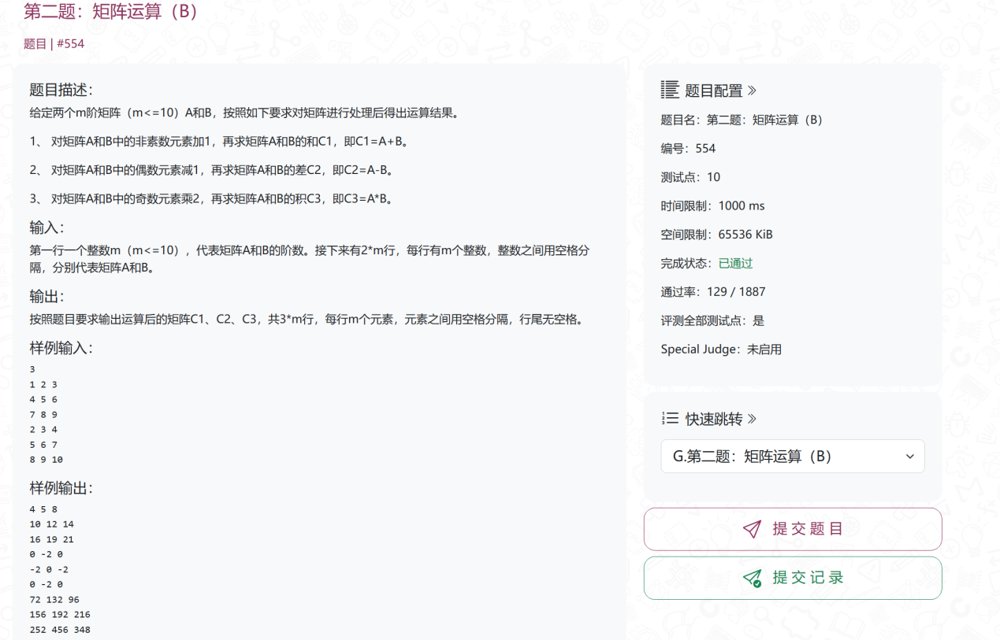 第二题：矩阵运算（B）
题目 | #554
题目描述：
给定两个m阶矩阵（m<=10）A和B，按照如下要求对矩阵进行处理后得出运算结果。
1、 对矩阵A和B中的非素数元素加1，再求矩阵A和B的和C1，即C1=A+B。
2、 对矩阵A和B中的偶数元素减1，再求矩阵A和B的差C2，即C2=A-B。
3、 对矩阵A和B中的奇数元素乘2，再求矩阵A和B的积C3，即C3=A*B。
输入：
第一行一个整数m（m<=10），代表矩阵A和B的阶数。接下来有2*m行，每行有m个整数，整数之间用空格分
隔，分别代表矩阵A和B。
输出：
按照题目要求输出运算后的矩阵C1、C2、C3，共3*m行，每行m个元素，元素之间用空格分隔，行尾无空格。
样例输入：
3
1 2 3
4 5 6
7 8 9
2 3 4
5 6 7
8 9 10
样例输出：
4 5 8
10 12 14
16 19 21
0 -2 0
-2 0 -2
0 -2 0
72 132 96
156 192 216
252 456 348
题目配置 »
题目名：第二题：矩阵运算（B）
编号：554
测试点：10
时间限制：1000 ms
空间限制：65536 KiB
完成状态：已通过
通过率：129 / 1887
评测全部测试点：是
Special Judge：未启用
快速跳转 »
G.第二题：矩阵运算（B）
提交题目
提交记录